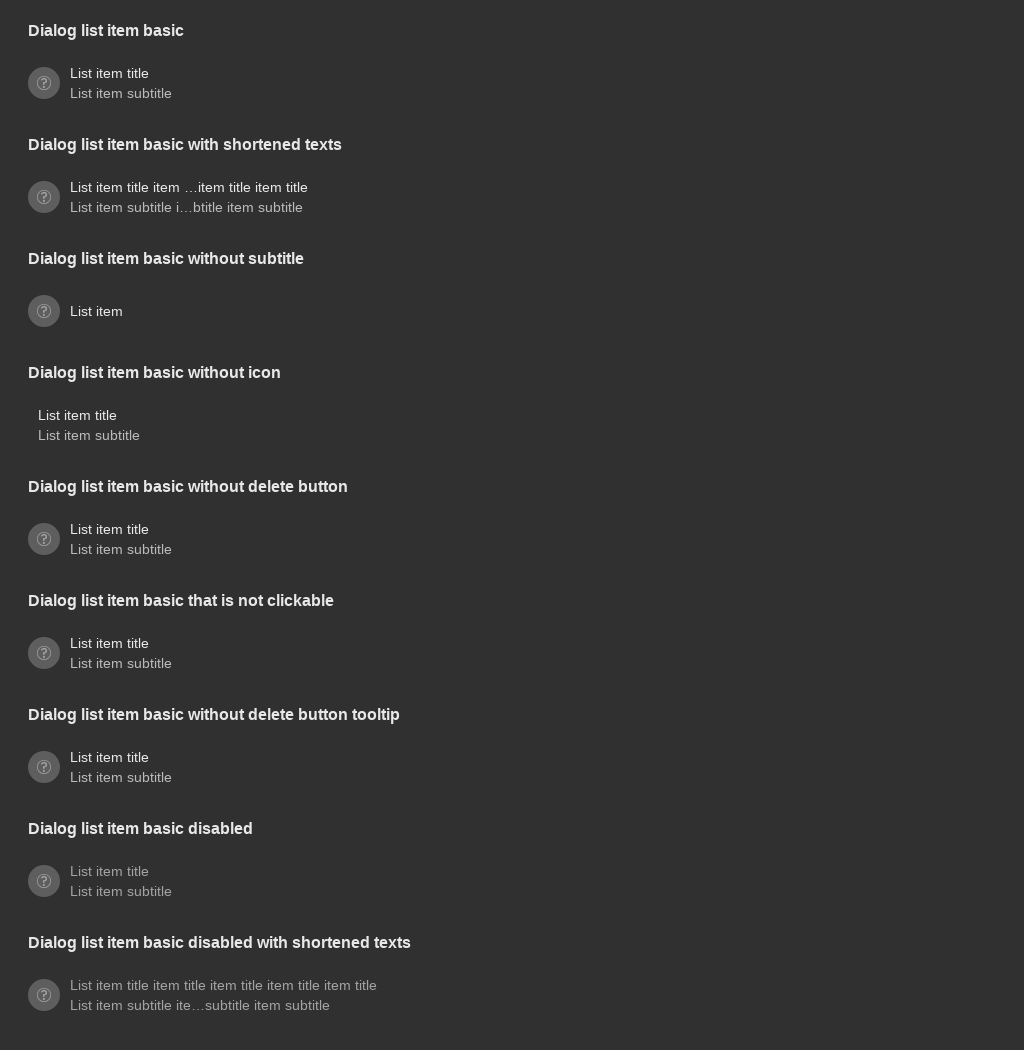 Dialog list item basic
List item title
List item subtitle
Dialog list item basic with shortened texts
List item title item …item title item title
List item subtitle i…btitle item subtitle
Dialog list item basic without subtitle
List item
Dialog list item basic without icon
List item title
List item subtitle
Dialog list item basic without delete button
List item title
List item subtitle
Dialog list item basic that is not clickable
List item title
List item subtitle
Dialog list item basic without delete button tooltip
List item title
List item subtitle
Dialog list item basic disabled
List item title
List item subtitle
Dialog list item basic disabled with shortened texts
List item title item title item title item title item title
List item subtitle ite…subtitle item subtitle